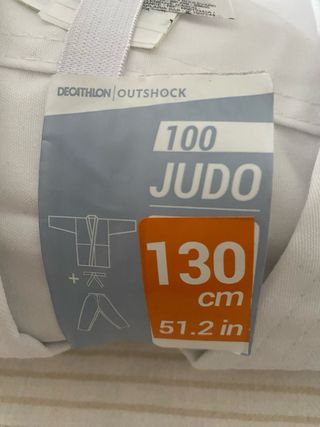 DECATHLON | OUTSHOCK
100
JUDO
130
cm
51.2 in
+